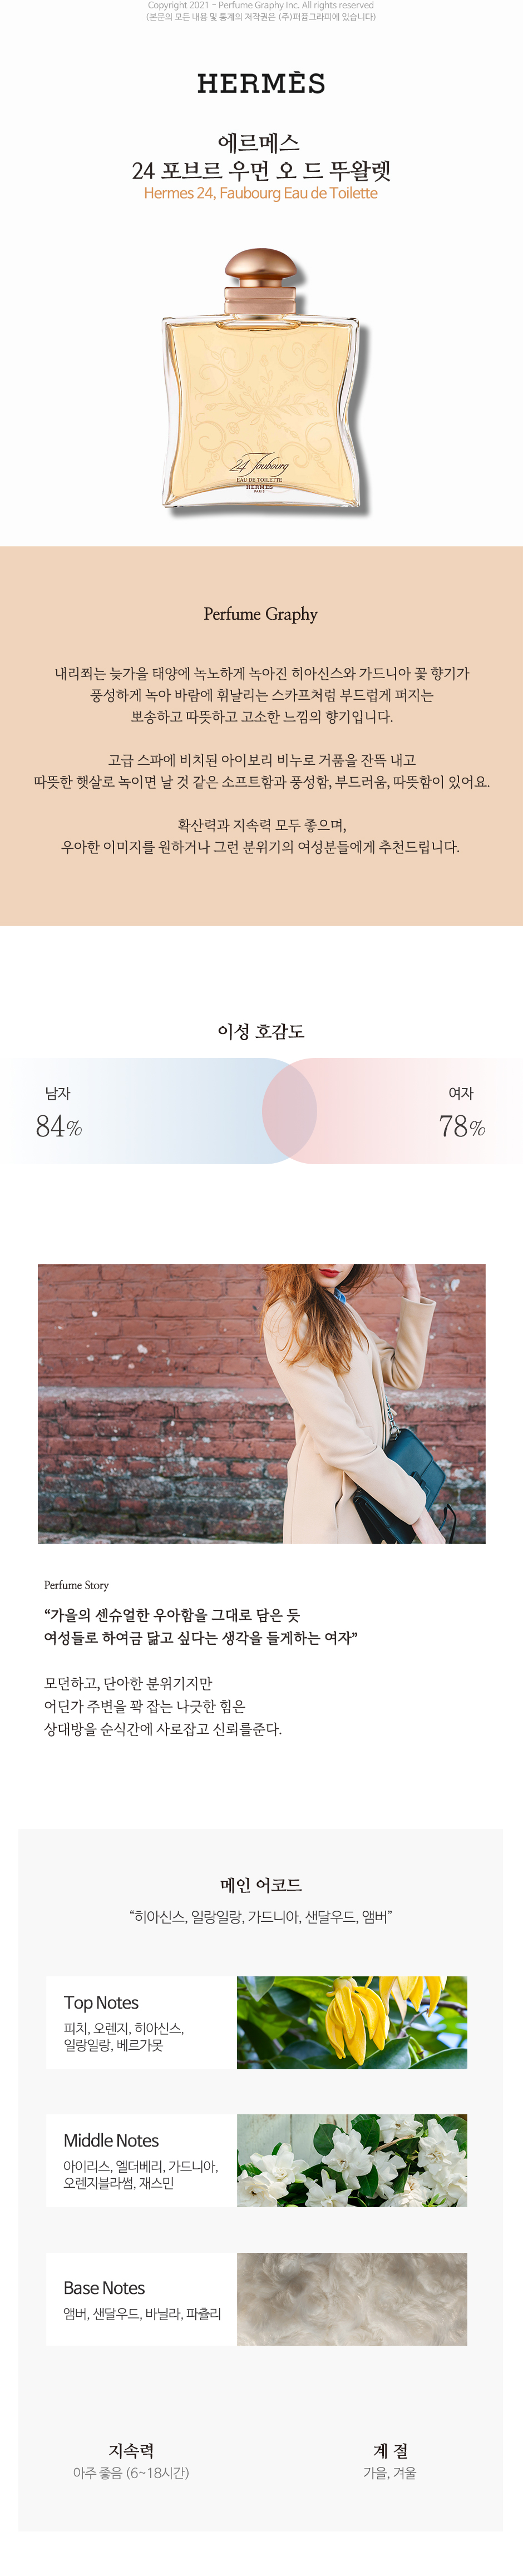 Copyright 2021 - Perfume Graphy Inc. All rights reserved
(본문의 모든 내용 및 통계의 저작권은 (주)퍼퓸그라피에 있습니다)
HERMÈS
에르메스
24 포브르 우먼 오 드 뚜왈렛
Hermes 24, Faubourg Eau de Toilette
24 Faubourg
EAU DE TOILETTE
HERMÈS
PARIS
Perfume Graphy
내리쬐는 늦가을 태양에 녹노하게 녹아진 히아신스와 가드니아 꽃 향기가
풍성하게 녹아 바람에 휘날리는 스카프처럼 부드럽게 퍼지는
뽀송하고 따뜻하고 고소한 느낌의 향기입니다.
고급 스파에 비치된 아이보리 비누로 거품을 잔뜩 내고
따뜻한 햇살로 녹이면 날 것 같은 소프트함과 풍성함, 부드러움, 따뜻함이 있어요.
확산력과 지속력 모두 좋으며,
우아한 이미지를 원하거나 그런 분위기의 여성분들에게 추천드립니다.
이성 호감도
남자
84%
여자
78%
Perfume Story
“가을의 센슈얼한 우아함을 그대로 담은 듯
여성들로 하여금 닮고 싶다는 생각을 들게하는 여자”
모던하고, 단아한 분위기지만
어딘가 주변을 꽉 잡는 나긋한 힘은
상대방을 순식간에 사로잡고 신뢰를준다.
메인 어코드
“히아신스, 일랑일랑, 가드니아, 샌달우드, 앰버”
Top Notes
피치, 오렌지, 히아신스,
일랑일랑, 베르가못
Middle Notes
아이리스, 엘더베리, 가드니아,
오렌지블라썸, 재스민
Base Notes
앰버, 샌달우드, 바닐라, 파츌리
지속력
아주 좋음 (6~18시간)
계 절
가을, 겨울